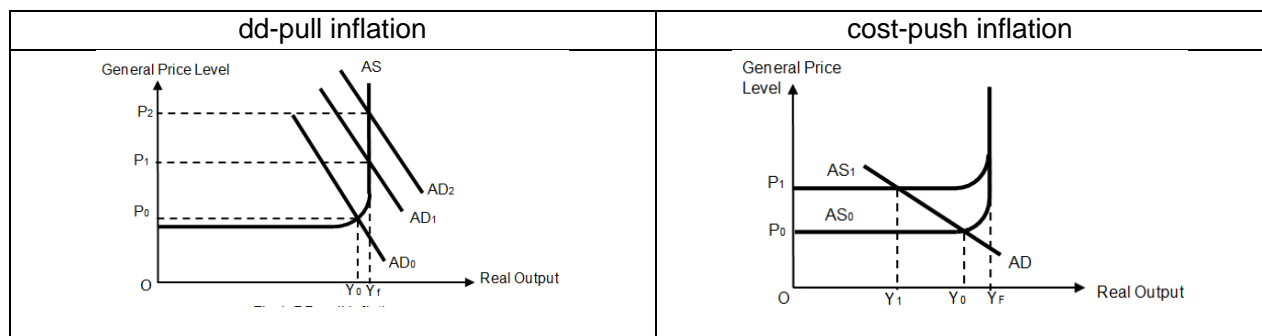 dd-pull inflation
General Price Level
AS
P2
P1
P0
AD2
AD1
AD0
O
Y0
Yf
Real Output
cost-push inflation
General Price
Level
P1
AS1
AS0
P0
AD
O
Y1
Y0
YF
Real Output